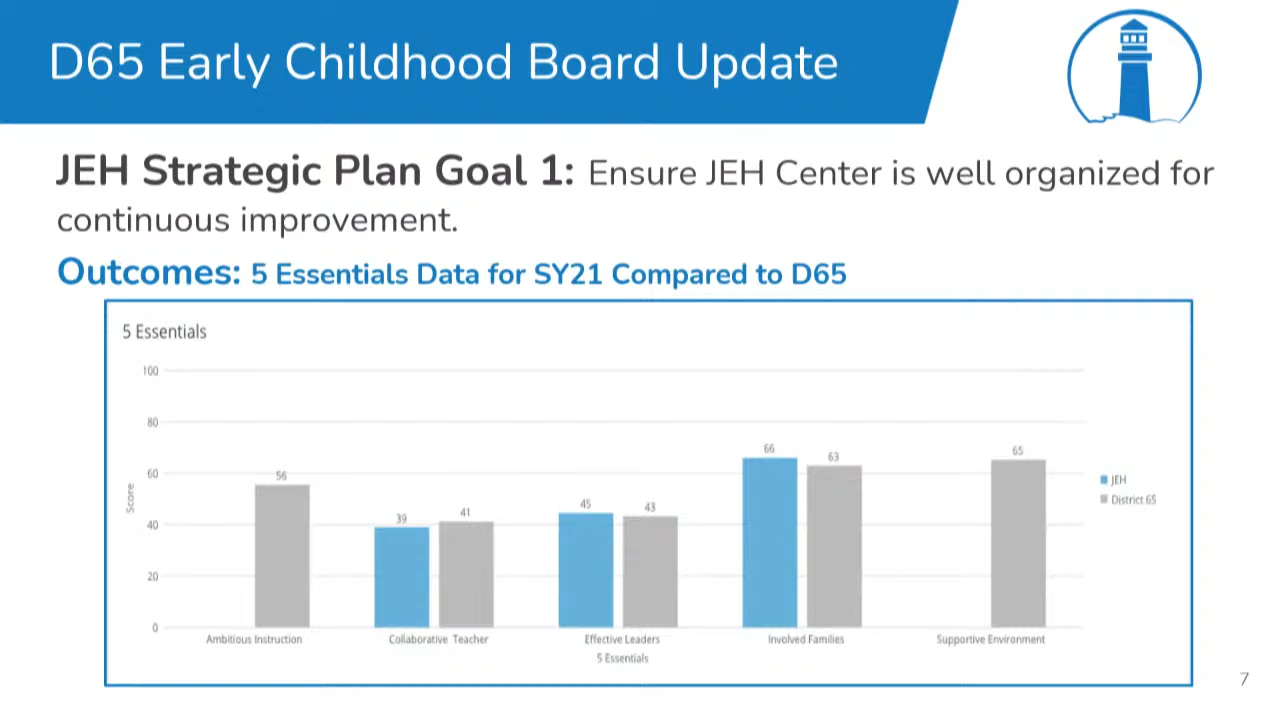 D65 Early Childhood Board Update
JEH Strategic Plan Goal 1: Ensure JEH Center is well organized for
continuous improvement.
Outcomes: 5 Essentials Data for SY21 Compared to D65
5 Essentials
100
80
60
40
20
0
Score
56
39
41
45
43
66
63
65
JEH
District 65
Ambitious Instruction
Collaborative Teacher
Effective Leaders
Involved Families
Supportive Environment
5 Essentials
7